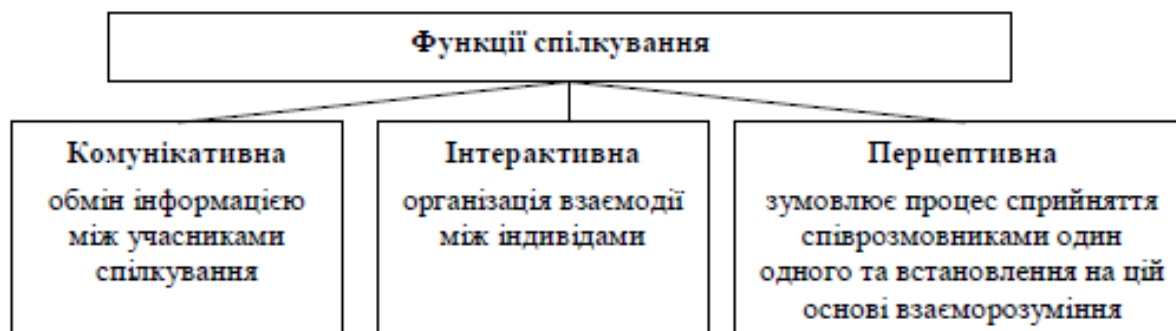 Функції спілкування
Комунікативна
обмін інформацією
між учасниками
спілкування
Інтерактивна
організація взаємодії
між індивідами
Перцептивна
зумовлює процес сприйняття
співрозмовниками один
одного та встановлення на цій
основі взаєморозуміння